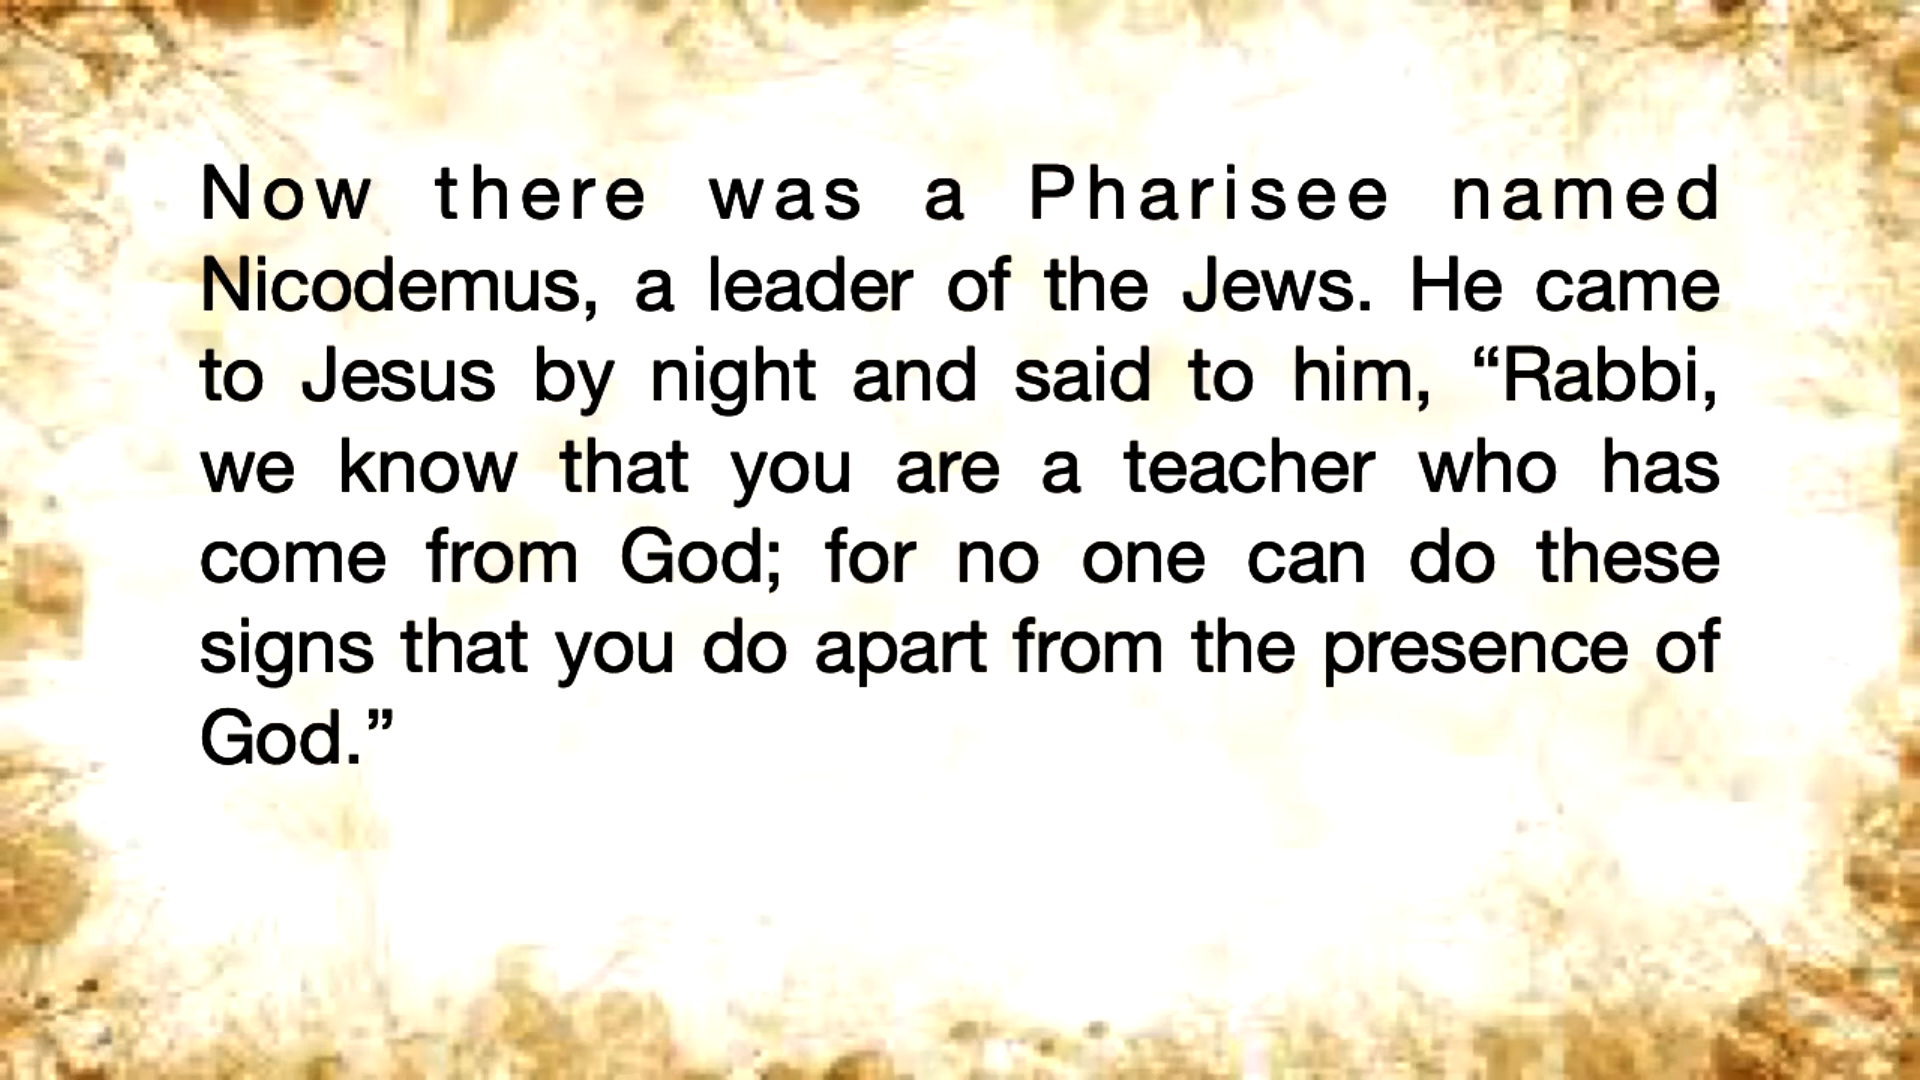 Now there was a Pharisee named
Nicodemus, a leader of the Jews. He came
to Jesus by night and said to him, “Rabbi,
we know that you are a teacher who has
come from God; for no one can do these
signs that you do apart from the presence of
God.”